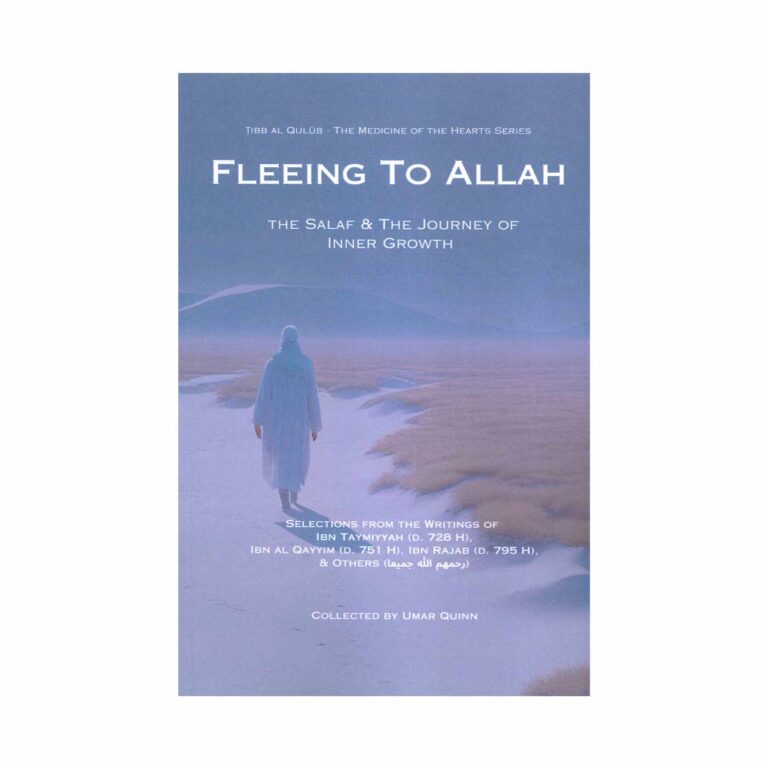 Ṭibb al Qulûb - The Medicine of the Hearts Series
Fleeing To Allah
the Salaf & The Journey of
Inner Growth
Selections from the Writings of
Ibn Taymiyyah (d. 728 H),
Ibn al Qayyim (d. 751 H), Ibn Rajab (d. 795 H),
& Others (رحمهم الله جميعا)
Collected by Umar Quinn